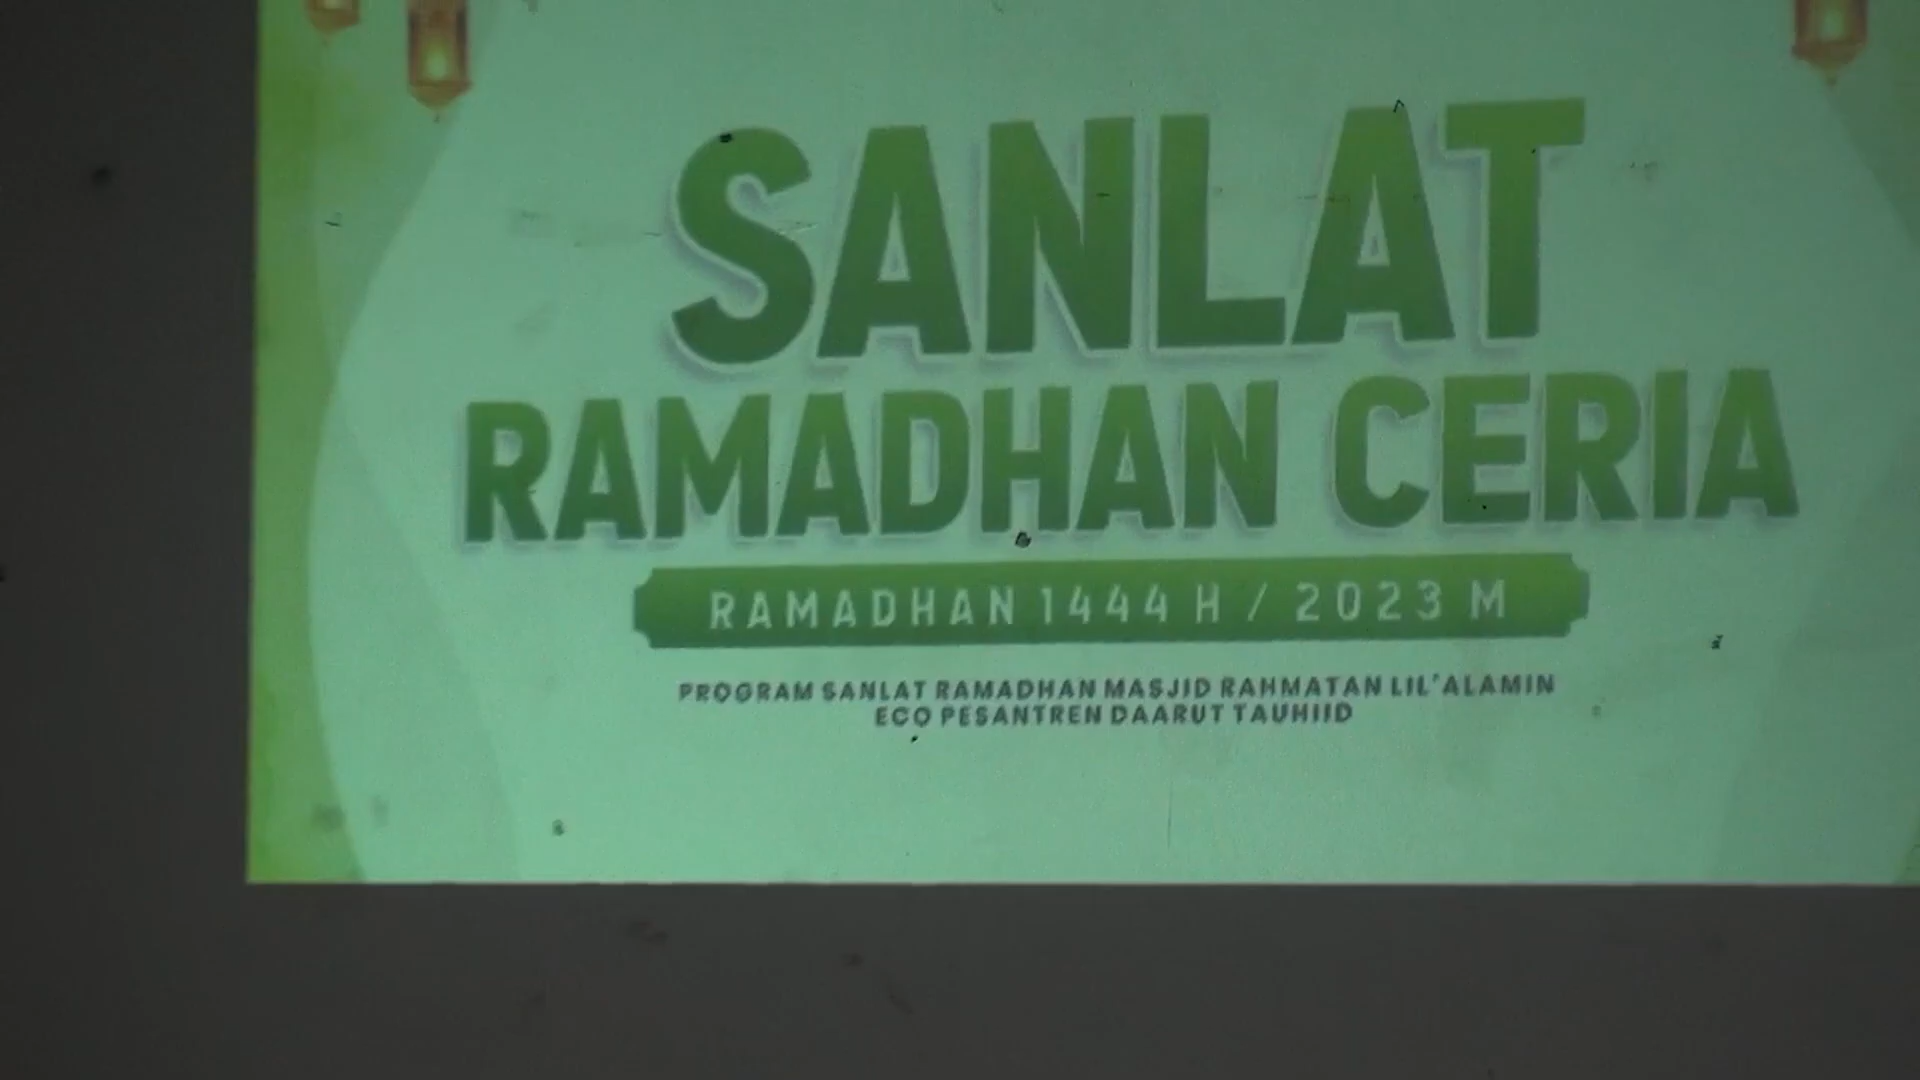 SANLAT
RAMADHAN CERIA
RAMADHAN 1444 H / 2023 M
PROGRAM SANLAT RAMADHAN MASJID RAHMATAN LIL'ALAMIN
ECO PESANTREN DAARUT TAUHIID